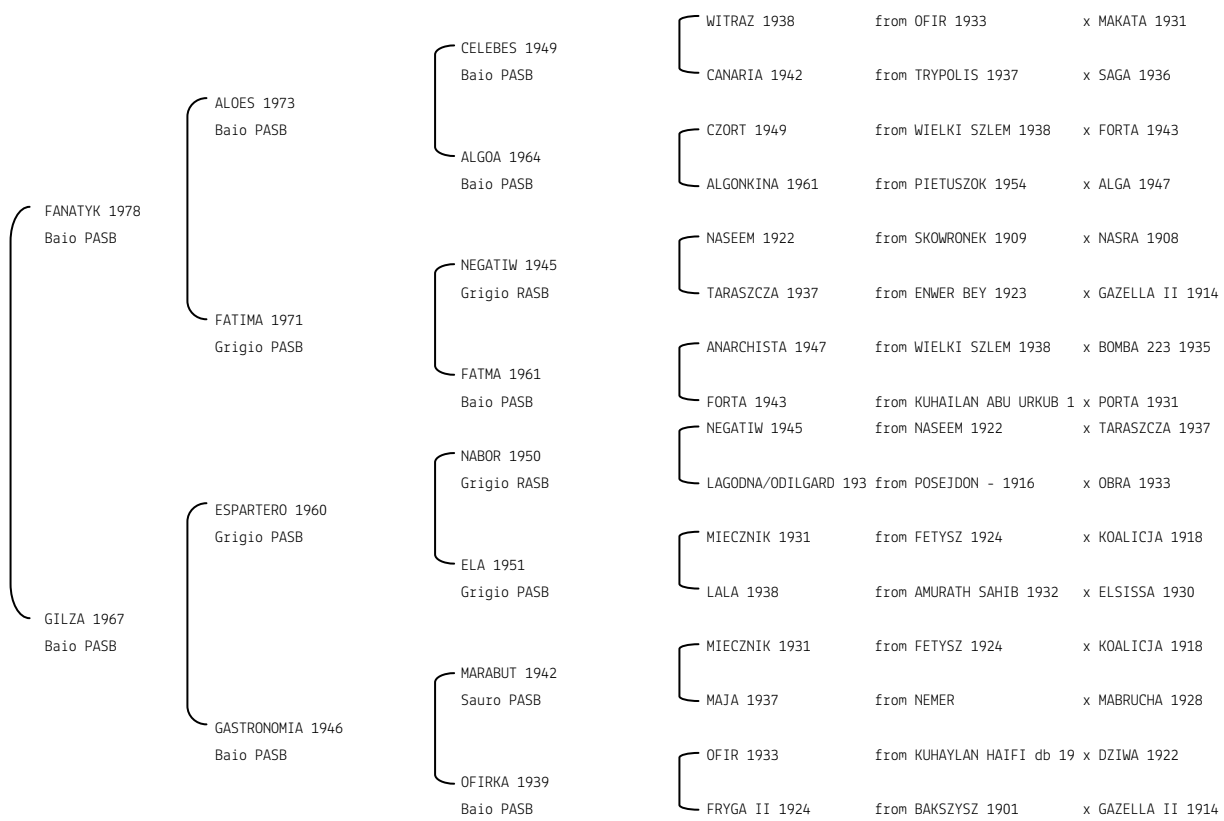 WITRAZ 1938 from OFIR 1933 x MAKATA 1931
CELEBES 1949
Baio PASB CANARIA 1942 from TRYPOLIS 1937 x SAGA 1936
ALOES 1973
Baio PASB CZORT 1949 from WIELKI SZLEM 1938 x FORTA 1943
ALGOA 1964
Baio PASB ALGONKINA 1961 from PIETUSZOK 1954 x ALGA 1947
FANATYK 1978
Baio PASB NASEEM 1922 from SKOWRONEK 1909 x NASRA 1908
NEGATIW 1945
Grigio RASB TARASZCZA 1937 from ENWER BEY 1923 x GAZELLA II 1914
FATIMA 1971
Grigio PASB ANARCHISTA 1947 from WIELKI SZLEM 1938 x BOMBA 223 1935
FATMA 1961
Baio PASB FORTA 1943 from KUHAILAN ABU URKUB 1 x PORTA 1931
NEGATIW 1945 from NASEEM 1922 x TARASZCZA 1937
NABOR 1950
Grigio RASB LAGODNA/ODILGARD 193 from POSEJDON - 1916 x OBRA 1933
ESPARTERO 1960
Grigio PASB MIECZNIK 1931 from FETYSZ 1924 x KOALICJA 1918
ELA 1951
Grigio PASB LALA 1938 from AMURATH SAHIB 1932 x ELSISSA 1930
GILZA 1967
Baio PASB MIECZNIK 1931 from FETYSZ 1924 x KOALICJA 1918
MARABUT 1942
Sauro PASB MAJA 1937 from NEMER x MABRUCHA 1928
GASTRONOMIA 1946
Baio PASB OFIR 1933 from KUHAYLAN HAIFI db 19 x DZIWA 1922
OFIRKA 1939
Baio PASB FRYGA II 1924 from BAKSZYSZ 1901 x GAZELLA II 1914